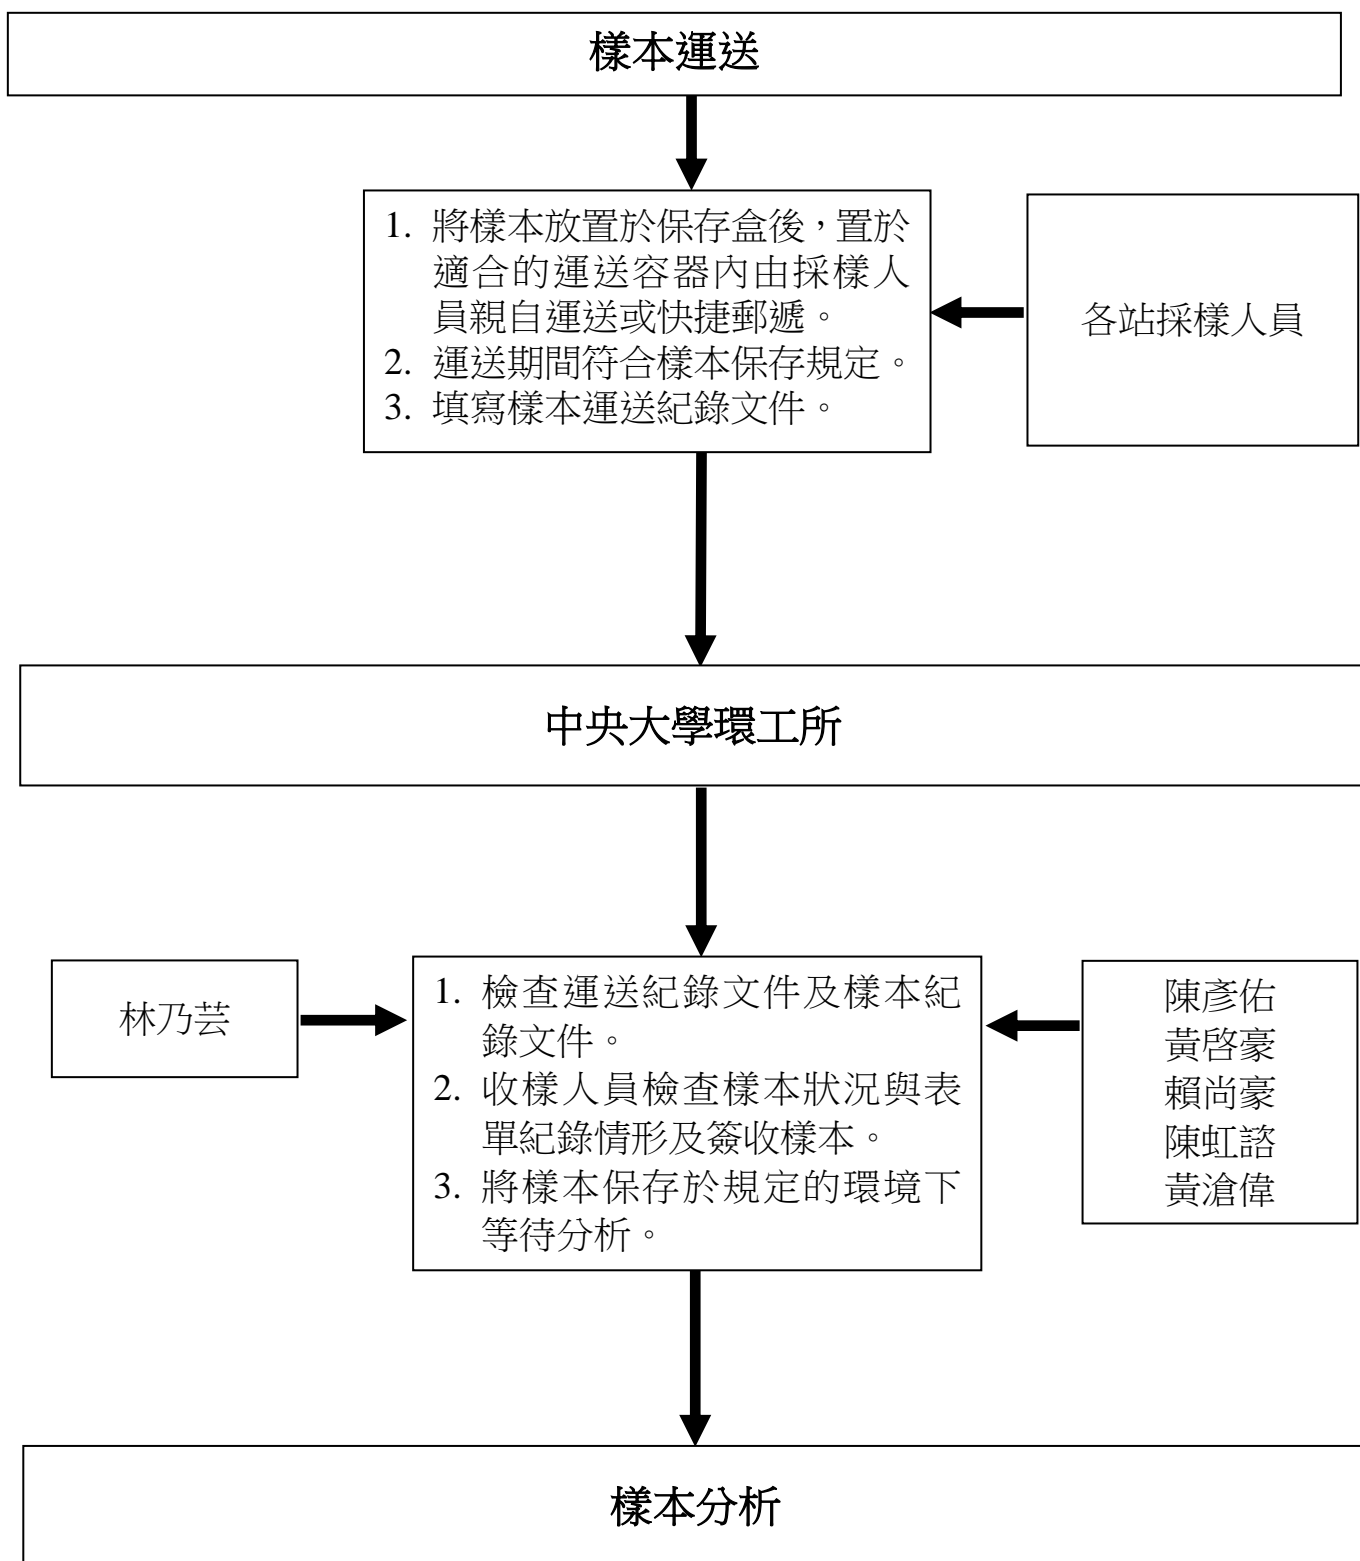 樣本運送
1. 將樣本放置於保存盒後，置於
適合的運送容器內由採樣人
員親自運送或快捷郵遞。
2. 運送期間符合樣本保存規定。
3. 填寫樣本運送紀錄文件。
各站採樣人員
中央大學環工所
林乃芸
1. 檢查運送紀錄文件及樣本紀
錄文件。
2. 收樣人員檢查樣本狀況與表
單紀錄情形及簽收樣本。
3. 將樣本保存於規定的環境下
等待分析。
陳彥佑
黃啓豪
賴尚豪
陳虹諮
黃滄偉
樣本分析